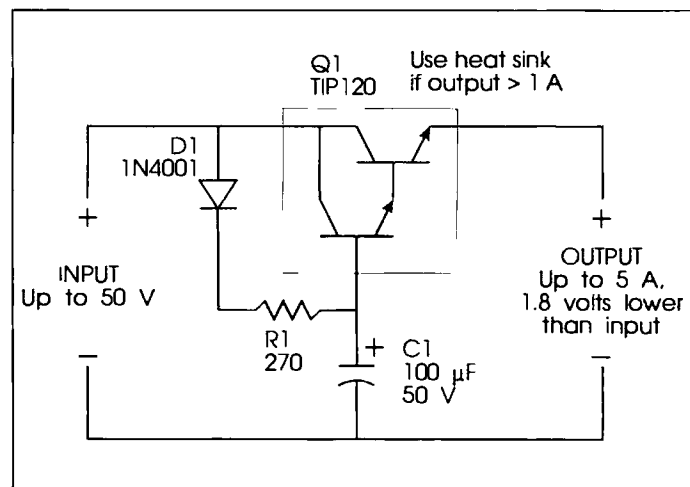 Q1
TIP120
Use heat sink
if output > 1 A
D1
1N4001
+
+
INPUT
Up to 50 V
OUTPUT
Up to 5 A,
1.8 volts lower
than input
R1
270
+
C1
100 µF
50 V
–
–